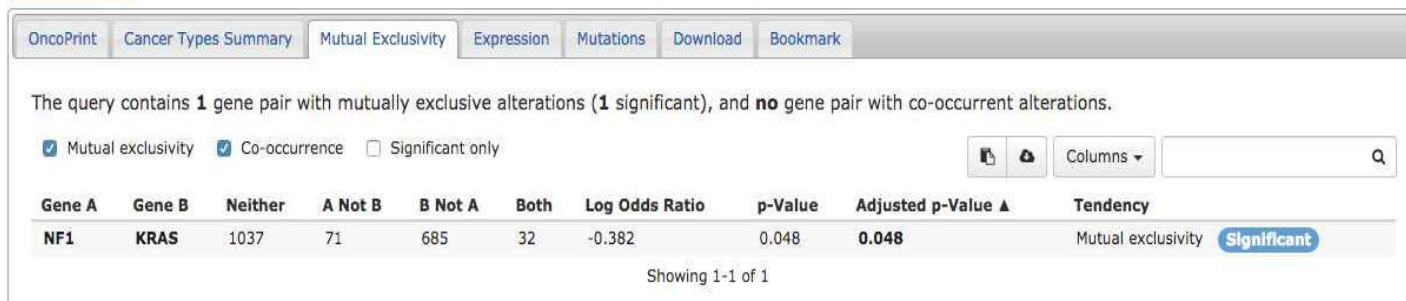 OncoPrint Cancer Types Summary Mutual Exclusivity Expression Mutations Download Bookmark
The query contains 1 gene pair with mutually exclusive alterations (1 significant), and no gene pair with co-occurrent alterations.
Mutual exclusivity Co-occurrence Significant only Columns
Gene A Gene B Neither A Not B B Not A Both Log Odds Ratio p-Value Adjusted p-Value ▲ Tendency
NF1 KRAS 1037 71 685 32 -0.382 0.048 0.048 Mutual exclusivity Significant
Showing 1-1 of 1